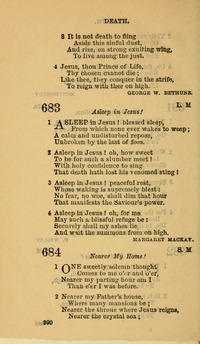 DEATH.
3 It is not death to fling
Aside this sinful dust,
And rise, on strong exulting wing,
To live among the just.
4 Jesus, thou Prince of Life,
Thy chosen cannot die;
Like thee, they conquer in the strife,
To reign with thee on high.
GEORGE W. BETHUNE.
683 L. M
Asleep in Jesus!
1 ASLEEP in Jesus! blessed sleep,
From which none ever wakes to weep;
A calm and undisturbed repose,
Unbroken by the last of foes.
2 Asleep in Jesus! oh, how sweet
To be for such a slumber meet!
With holy confidence to sing
That death hath lost his venomed sting!
3 Asleep in Jesus! peaceful rest,
Whose waking is supremely blest:
No fear, no woe, shall dim that hour
That manifests the Saviour's power.
4 Asleep in Jesus! oh, for me
May such a blissful refuge be:
Securely shall my ashes lie
And wait the summons from on high.
MARGARET MACKAY.
684 S. M
Nearer My Home!
1 ONE sweetly solemn thought
Comes to me o'er and o'er,
Nearer my parting hour am I
Than e'er I was before.
2 Nearer my Father's house,
Where many mansions be;
Nearer the throne where Jesus reigns,
Nearer the crystal sea;
390